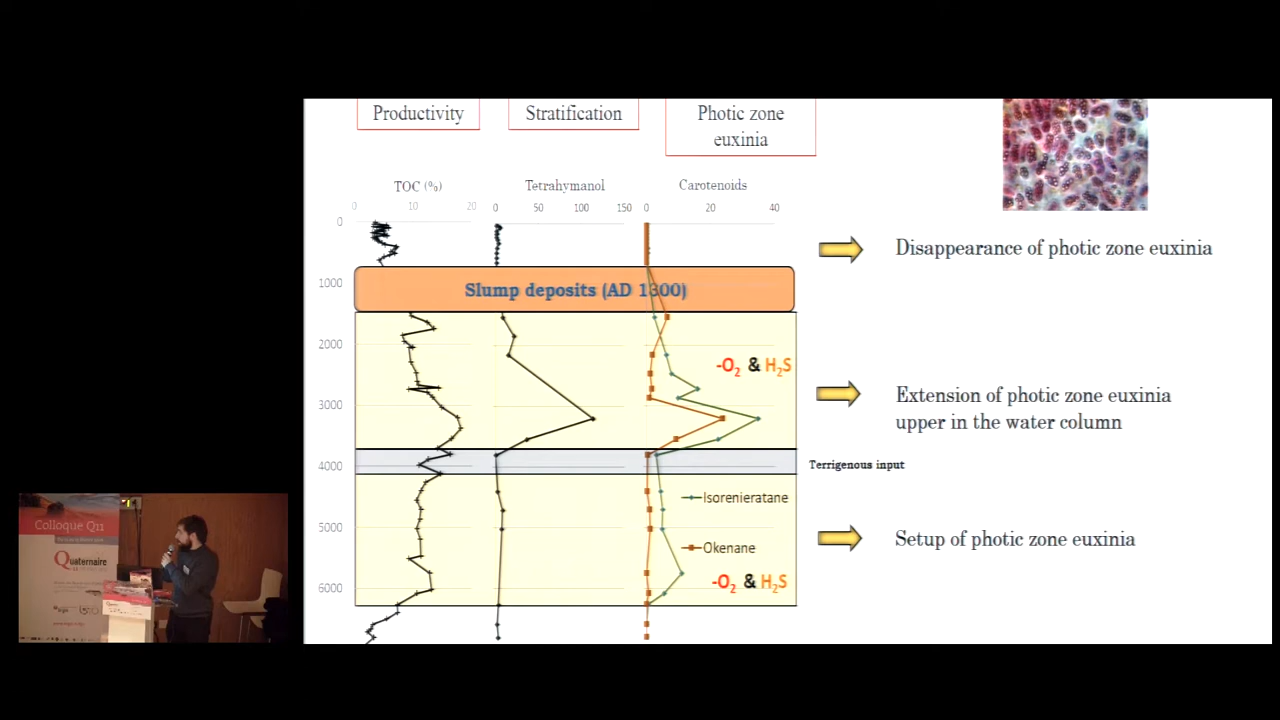 Productivity
Stratification
Photic zone
euxinia
TOC (%)
Tetrahymanol
Carotenoids
0 10 20
0 50 100 150
0 20 40
0
1000
2000
3000
4000
5000
6000
Slump deposits (AD 1300)
-O2 & H2S
Isorenieratane
Okenane
-O2 & H2S
Disappearance of photic zone euxinia
Extension of photic zone euxinia
upper in the water column
Terrigenous input
Setup of photic zone euxinia
Colloque Q11
Quaternaire